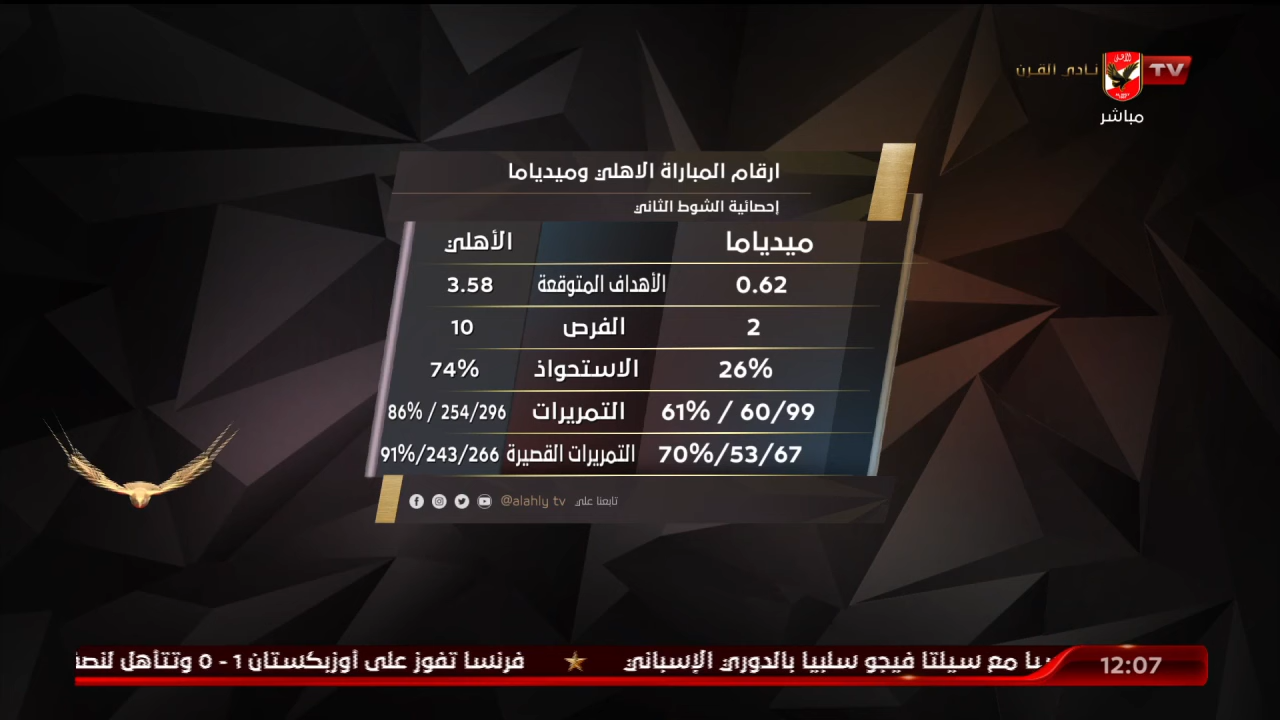 نادي القرن TV
مباشر
ارقام المباراة الاهلي وميدياما
إحصائية الشوط الثاني
ميدياما الأهلي
0.62 الأهداف المتوقعة 3.58
2 الفرص 10
26% الاستحواذ 74%
61% / 60/99 التمريرات 86% / 254/296
70%/53/67 التمريرات القصيرة 91%/243/266
تابعنا علي @alahly tv
12:07 مع سيلتا فيجو سلبيا بالدوري الإسباني فرنسا تفوز على أوزبكستان 1 - 0 وتتأهل